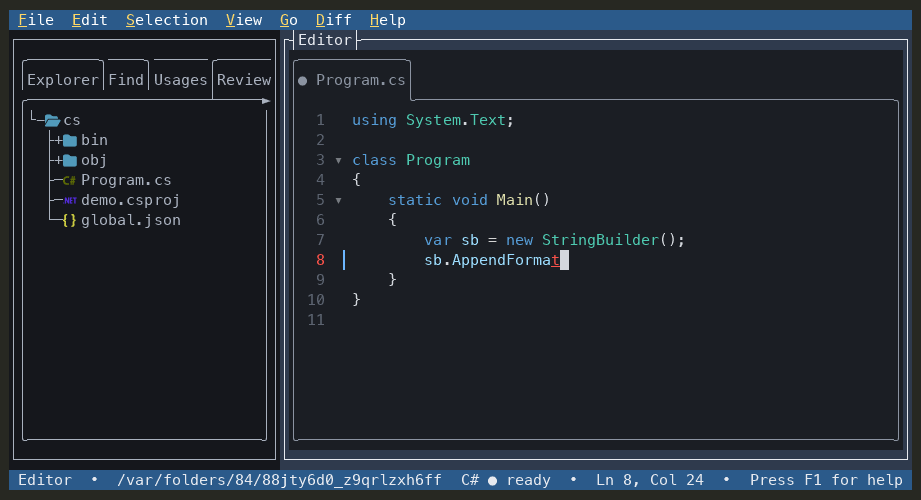 File Edit Selection View Go Diff Help
Editor
Explorer Find Usages Review
● Program.cs
cs
bin
obj
C# Program.cs
.NET demo.csproj
{} global.json
1 using System.Text;
2
3 ▾ class Program
4 {
5 ▾ static void Main()
6 {
7 var sb = new StringBuilder();
8 sb.AppendFormat
9 }
10 }
11
Editor • /var/folders/84/88jty6d0_z9qrlzxh6ff C# ● ready • Ln 8, Col 24 • Press F1 for help